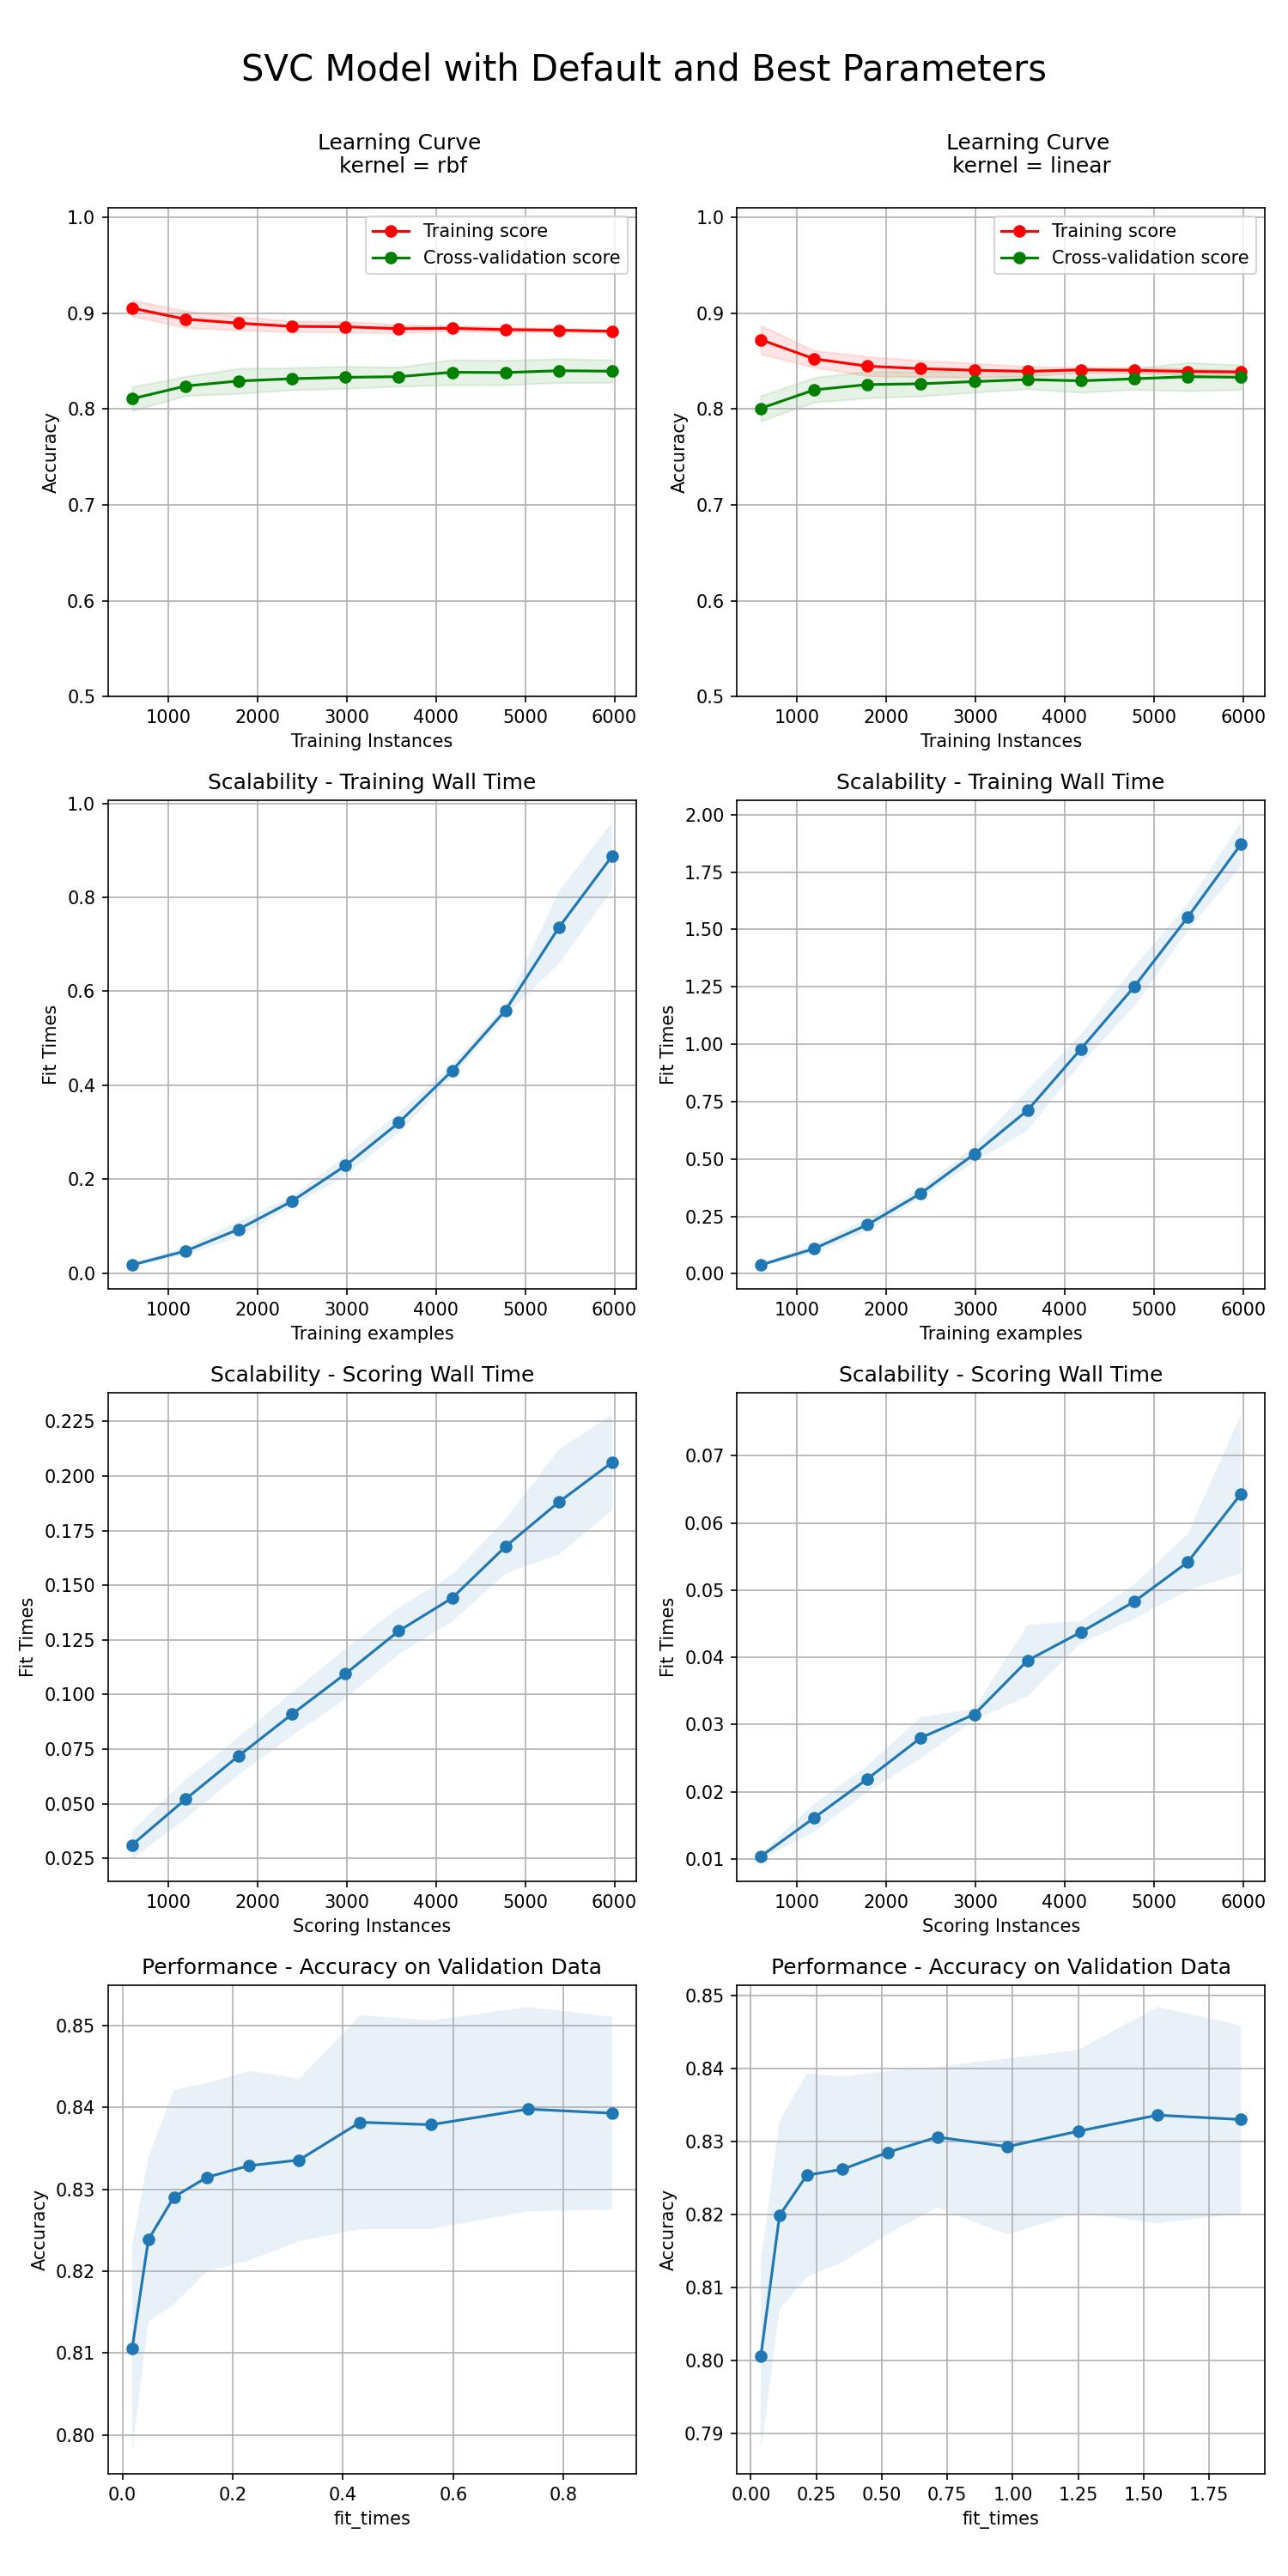 SVC Model with Default and Best Parameters
Learning Curve
kernel = rbf
1.0
0.9
0.8
0.7
0.6
0.5
Accuracy
Training score
Cross-validation score
1000 2000 3000 4000 5000 6000
Training Instances
Learning Curve
kernel = linear
1.0
0.9
0.8
0.7
0.6
0.5
Accuracy
Training score
Cross-validation score
1000 2000 3000 4000 5000 6000
Training Instances
Scalability - Training Wall Time
1.0
0.8
0.6
0.4
0.2
0.0
Fit Times
1000 2000 3000 4000 5000 6000
Training examples
Scalability - Training Wall Time
2.00
1.75
1.50
1.25
1.00
0.75
0.50
0.25
0.00
Fit Times
1000 2000 3000 4000 5000 6000
Training examples
Scalability - Scoring Wall Time
0.225
0.200
0.175
0.150
0.125
0.100
0.075
0.050
0.025
Fit Times
1000 2000 3000 4000 5000 6000
Scoring Instances
Scalability - Scoring Wall Time
0.07
0.06
0.05
0.04
0.03
0.02
0.01
Fit Times
1000 2000 3000 4000 5000 6000
Scoring Instances
Performance - Accuracy on Validation Data
0.85
0.84
0.83
0.82
0.81
0.80
Accuracy
0.0 0.2 0.4 0.6 0.8
fit_times
Performance - Accuracy on Validation Data
0.85
0.84
0.83
0.82
0.81
0.80
0.79
Accuracy
0.00 0.25 0.50 0.75 1.00 1.25 1.50 1.75
fit_times